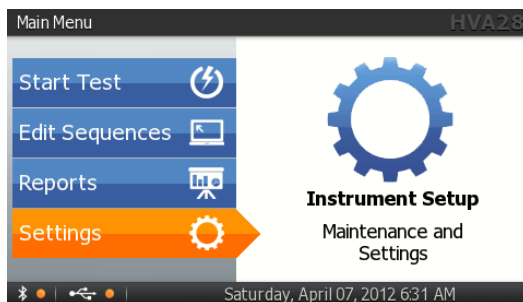 Main Menu
HVA28
Start Test
Edit Sequences
Reports
Settings
Instrument Setup
Maintenance and
Settings
Saturday, April 07, 2012 6:31 AM